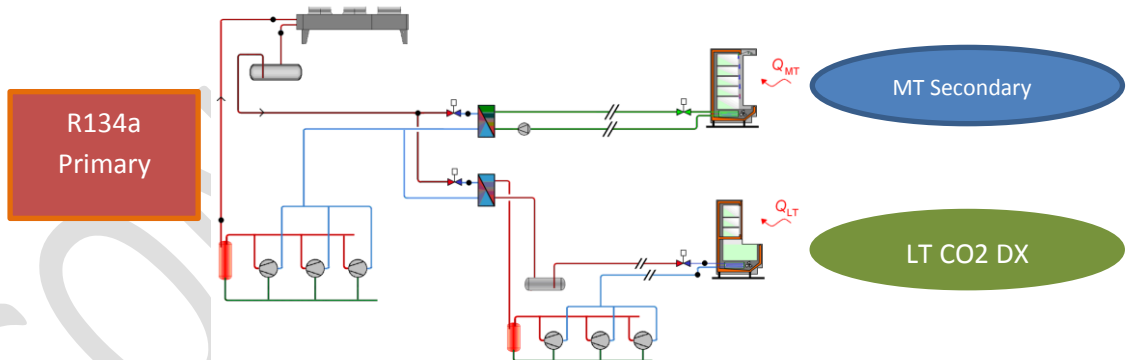 R134a
Primary
Q_MT
MT Secondary
Q_LT
LT CO2 DX